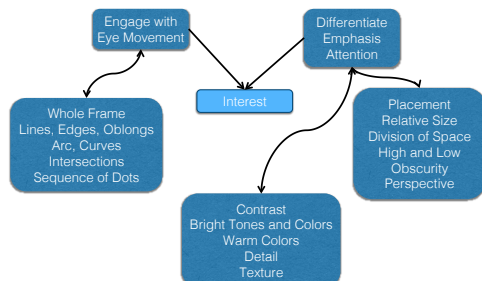 Engage with
Eye Movement
Differentiate
Emphasis
Attention
Interest
Whole Frame
Lines, Edges, Oblongs
Arc, Curves
Intersections
Sequence of Dots
Placement
Relative Size
Division of Space
High and Low
Obscurity
Perspective
Contrast
Bright Tones and Colors
Warm Colors
Detail
Texture